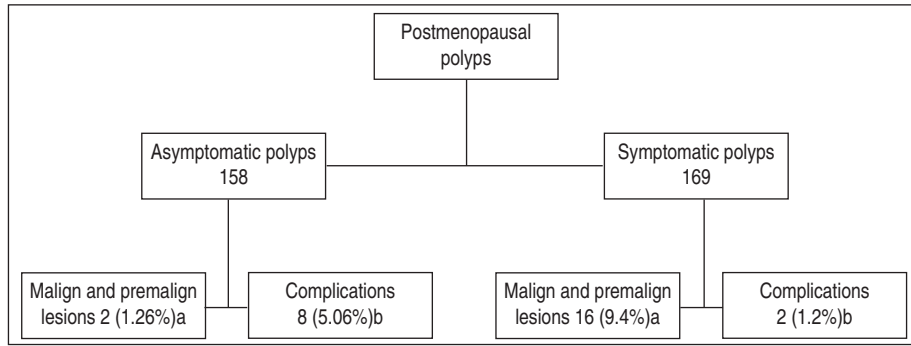 Postmenopausal
polyps
Asymptomatic polyps
158
Symptomatic polyps
169
Malign and premalign
lesions 2 (1.26%)a
Complications
8 (5.06%)b
Malign and premalign
lesions 16 (9.4%)a
Complications
2 (1.2%)b